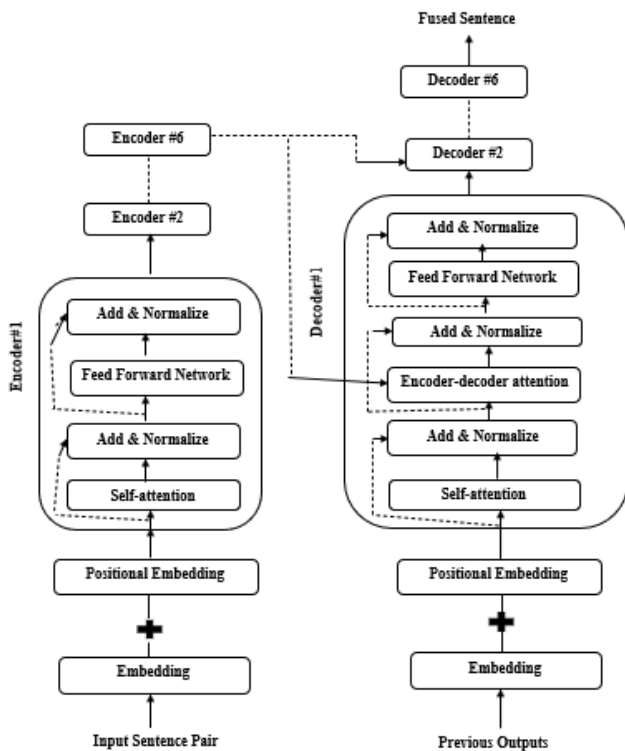 Fused Sentence
Decoder #6
Encoder #6
Decoder #2
Encoder #2
Encoder#1
Add & Normalize
Feed Forward Network
Add & Normalize
Self-attention
Positional Embedding
Embedding
Input Sentence Pair
Decoder#1
Add & Normalize
Feed Forward Network
Add & Normalize
Encoder-decoder attention
Add & Normalize
Self-attention
Positional Embedding
Embedding
Previous Outputs